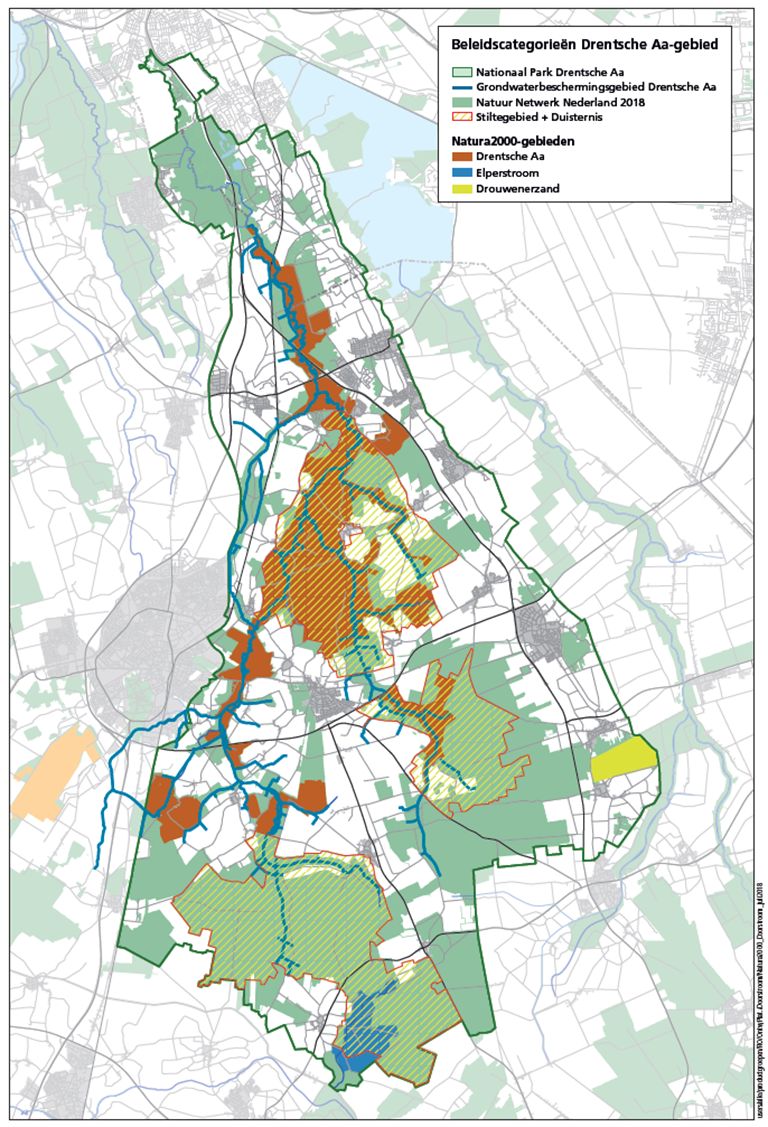 Beleidscategorieën Drentsche Aa-gebied
Nationaal Park Drentsche Aa
Grondwaterbeschermingsgebied Drentsche Aa
Natuur Netwerk Nederland 2018
Stiltegebied + Duisternis
Natura2000-gebieden
Drentsche Aa
Elperstroom
Drouwenerzand